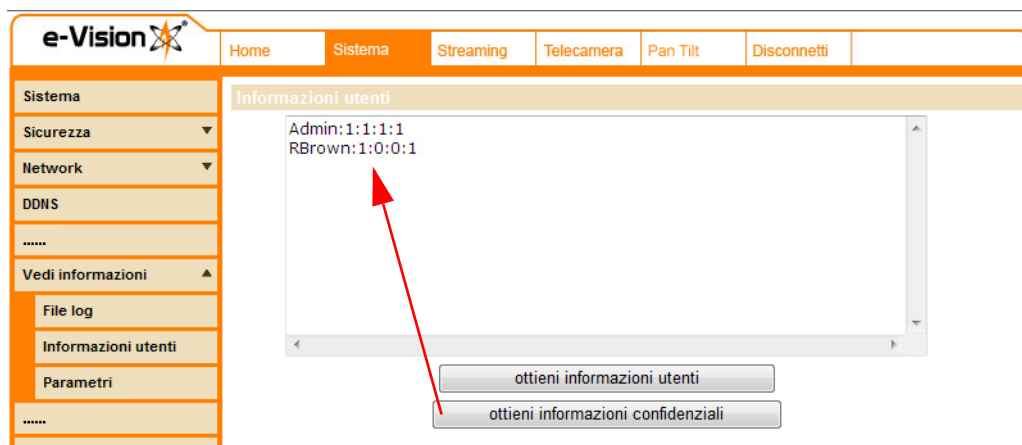 e-Vision
Home Sistema Streaming Telecamera Pan Tilt Disconnetti
Sistema
Informazioni utenti
Sicurezza
Network
DDNS
......
Vedi informazioni
File log
Informazioni utenti
Parametri
......
Admin:1:1:1:1
RBrown:1:0:0:1
ottieni informazioni utenti
ottieni informazioni confidenziali